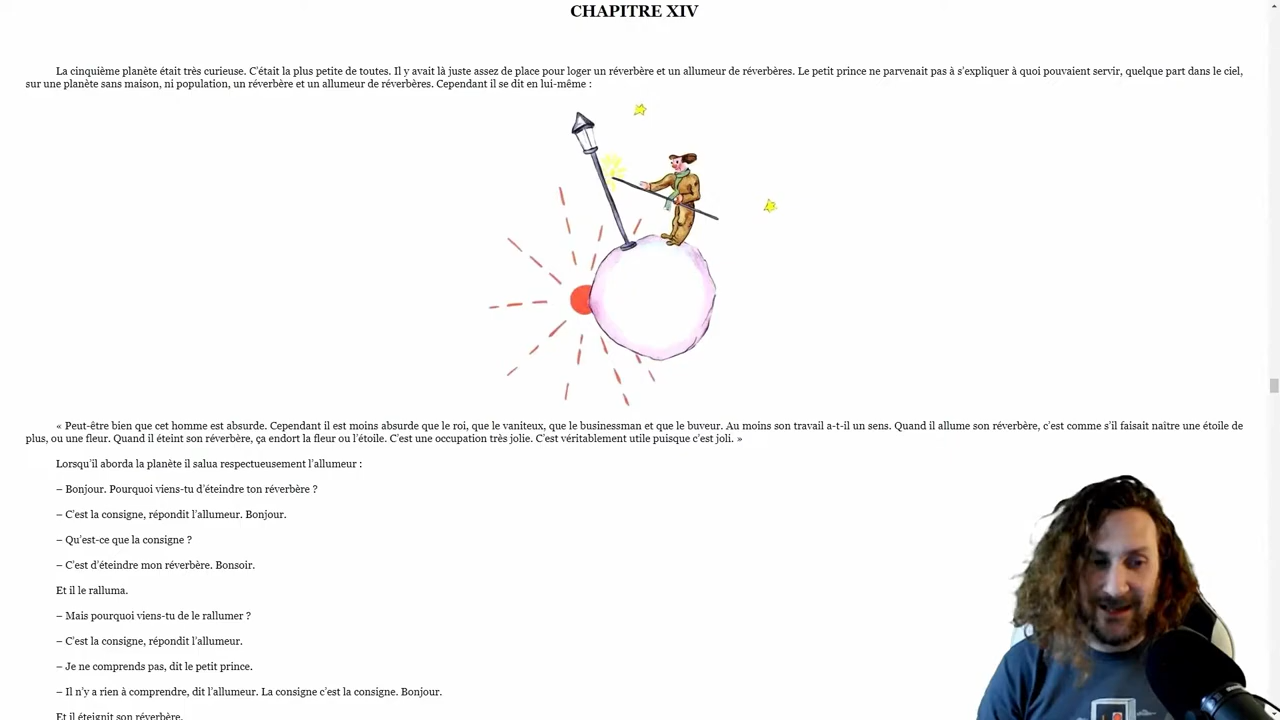 CHAPITRE XIV
La cinquième planète était très curieuse. C’était la plus petite de toutes. Il y avait là juste assez de place pour loger un réverbère et un allumeur de réverbères. Le petit prince ne parvenait pas à s’expliquer à quoi pouvaient servir, quelque part dans le ciel,
sur une planète sans maison, ni population, un réverbère et un allumeur de réverbères. Cependant il se dit en lui-même :
« Peut-être bien que cet homme est absurde. Cependant il est moins absurde que le roi, que le vaniteux, que le businessman et que le buveur. Au moins son travail a-t-il un sens. Quand il allume son réverbère, c’est comme s’il faisait naître une étoile de
plus, ou une fleur. Quand il éteint son réverbère, ça endort la fleur ou l’étoile. C’est une occupation très jolie. C’est véritablement utile puisque c’est joli. »
Lorsqu’il aborda la planète il salua respectueusement l’allumeur :
– Bonjour. Pourquoi viens-tu d’éteindre ton réverbère ?
– C’est la consigne, répondit l’allumeur. Bonjour.
– Qu’est-ce que la consigne ?
– C’est d’éteindre mon réverbère. Bonsoir.
Et il le ralluma.
– Mais pourquoi viens-tu de le rallumer ?
– C’est la consigne, répondit l’allumeur.
– Je ne comprends pas, dit le petit prince.
– Il n’y a rien à comprendre, dit l’allumeur. La consigne c’est la consigne. Bonjour.
Et il éteignit son réverbère.